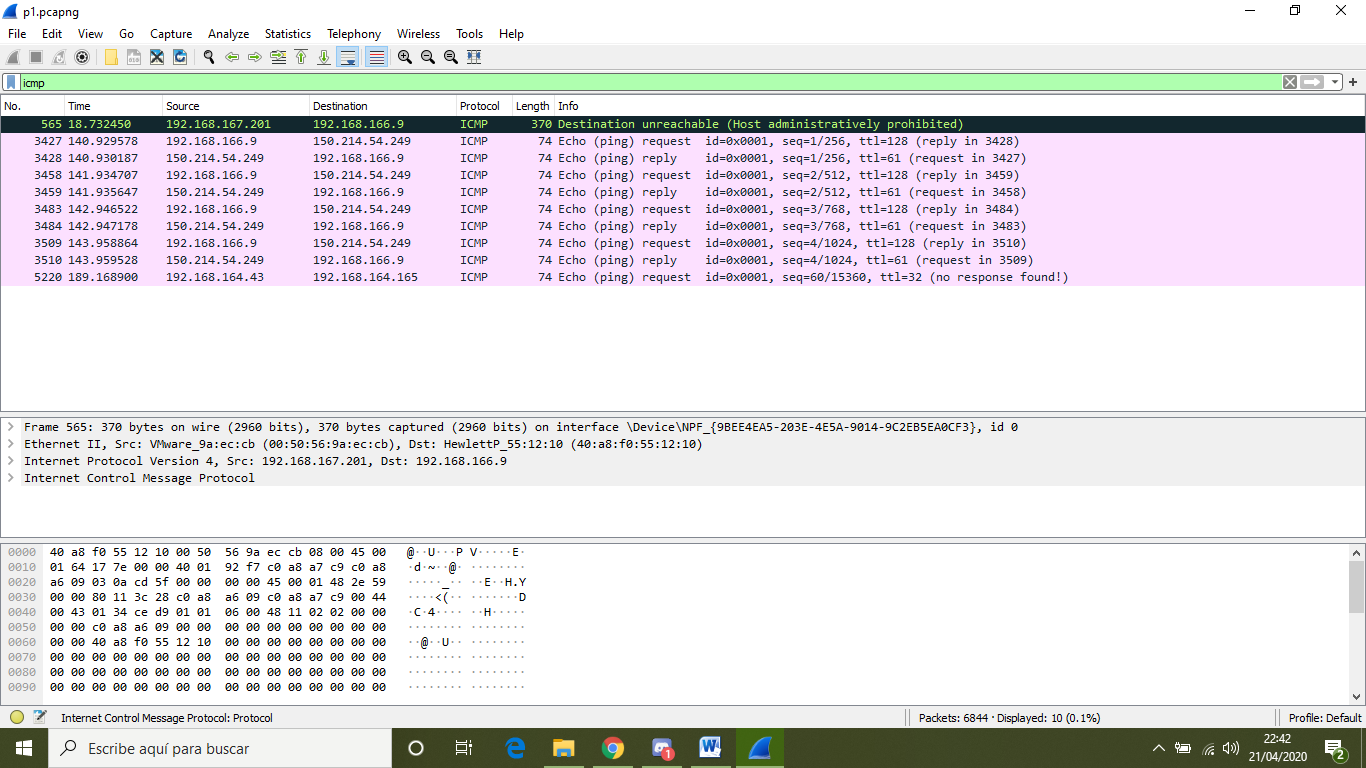 p1.pcapng
File Edit View Go Capture Analyze Statistics Telephony Wireless Tools Help
icmp
No. Time Source Destination Protocol Length Info
565 18.732450 192.168.167.201 192.168.166.9 ICMP 370 Destination unreachable (Host administratively prohibited)
3427 140.929578 192.168.166.9 150.214.54.249 ICMP 74 Echo (ping) request id=0x0001, seq=1/256, ttl=128 (reply in 3428)
3428 140.930187 150.214.54.249 192.168.166.9 ICMP 74 Echo (ping) reply id=0x0001, seq=1/256, ttl=61 (request in 3427)
3458 141.934707 192.168.166.9 150.214.54.249 ICMP 74 Echo (ping) request id=0x0001, seq=2/512, ttl=128 (reply in 3459)
3459 141.935647 150.214.54.249 192.168.166.9 ICMP 74 Echo (ping) reply id=0x0001, seq=2/512, ttl=61 (request in 3458)
3483 142.946522 192.168.166.9 150.214.54.249 ICMP 74 Echo (ping) request id=0x0001, seq=3/768, ttl=128 (reply in 3484)
3484 142.947178 150.214.54.249 192.168.166.9 ICMP 74 Echo (ping) reply id=0x0001, seq=3/768, ttl=61 (request in 3483)
3509 143.958864 192.168.166.9 150.214.54.249 ICMP 74 Echo (ping) request id=0x0001, seq=4/1024, ttl=128 (reply in 3510)
3510 143.959528 150.214.54.249 192.168.166.9 ICMP 74 Echo (ping) reply id=0x0001, seq=4/1024, ttl=61 (request in 3509)
5220 189.168900 192.168.164.43 192.168.164.165 ICMP 74 Echo (ping) request id=0x0001, seq=60/15360, ttl=32 (no response found!)
Frame 565: 370 bytes on wire (2960 bits), 370 bytes captured (2960 bits) on interface \Device\NPF_{9BEE4EA5-203E-4E5A-9014-9C2EB5EA0CF3}, id 0
Ethernet II, Src: VMware_9a:ec:cb (00:50:56:9a:ec:cb), Dst: HewlettP_55:12:10 (40:a8:f0:55:12:10)
Internet Protocol Version 4, Src: 192.168.167.201, Dst: 192.168.166.9
Internet Control Message Protocol
0000 40 a8 f0 55 12 10 00 50 56 9a ec cb 08 00 45 00 @··U···P V·····E·
0010 01 64 17 7e 00 00 40 01 92 f7 c0 a8 a7 c9 c0 a8 ·d·~··@· ········
0020 a6 09 03 0a cd 5f 00 00 00 00 45 00 01 48 2e 59 ·····_·· ··E··H.Y
0030 00 00 80 11 3c 28 c0 a8 a6 09 c0 a8 a7 c9 00 44 ····<(·· ·······D
0040 00 43 01 34 ce d9 01 01 06 00 48 11 02 02 00 00 ·C·4···· ··H·····
0050 00 00 c0 a8 a6 09 00 00 00 00 00 00 00 00 00 00 ········ ········
0060 00 00 40 a8 f0 55 12 10 00 00 00 00 00 00 00 00 ··@··U·· ········
0070 00 00 00 00 00 00 00 00 00 00 00 00 00 00 00 00 ········ ········
0080 00 00 00 00 00 00 00 00 00 00 00 00 00 00 00 00 ········ ········
0090 00 00 00 00 00 00 00 00 00 00 00 00 00 00 00 00 ········ ········
Internet Control Message Protocol: Protocol
Packets: 6844 · Displayed: 10 (0.1%)
Profile: Default
Escribe aquí para buscar
1
22:42
21/04/2020
2